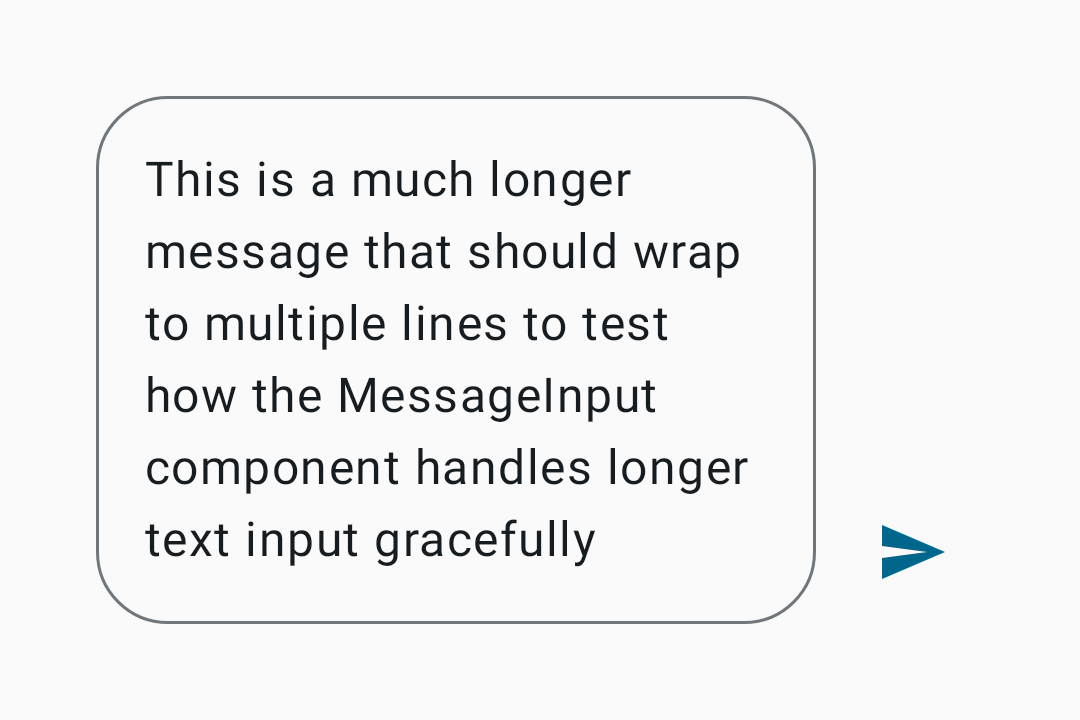 This is a much longer
message that should wrap
to multiple lines to test
how the MessageInput
component handles longer
text input gracefully